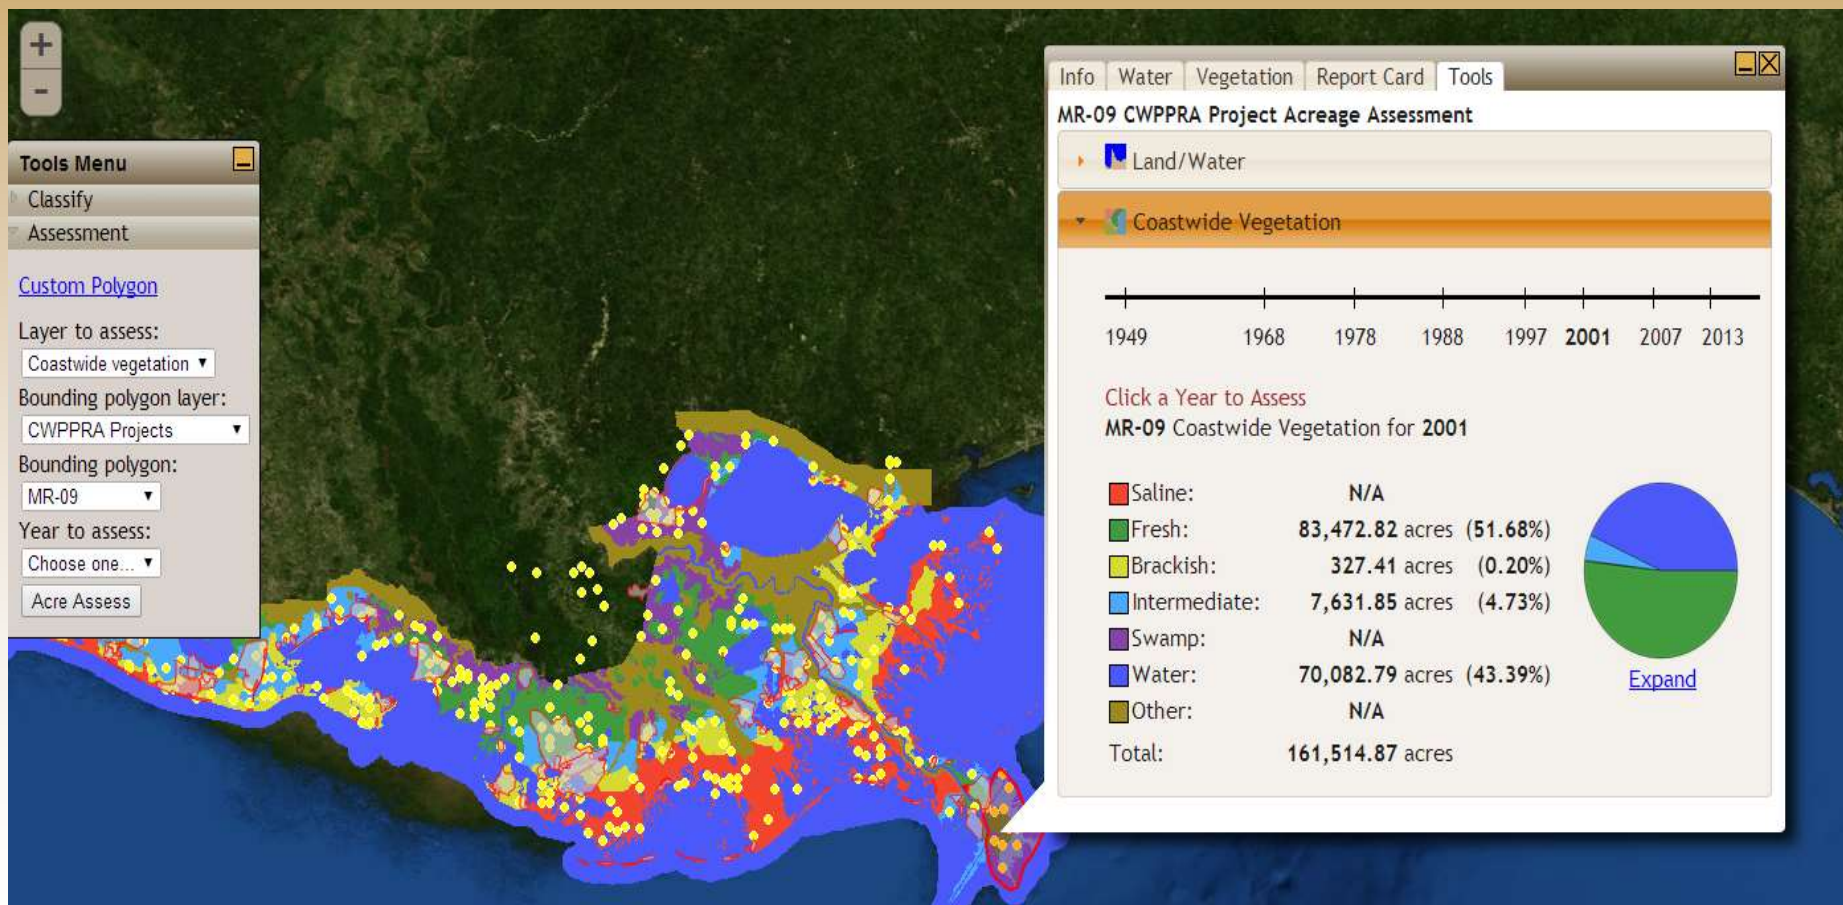 +
-
Tools Menu
Classify
Assessment
Custom Polygon
Layer to assess:
Coastwide vegetation
Bounding polygon layer:
CWPPRA Projects
Bounding polygon:
MR-09
Year to assess:
Choose one...
Acre Assess
Info Water Vegetation Report Card Tools
MR-09 CWPPRA Project Acreage Assessment
Land/Water
Coastwide Vegetation
1949 1968 1978 1988 1997 2001 2007 2013
Click a Year to Assess
MR-09 Coastwide Vegetation for 2001
Saline: N/A
Fresh: 83,472.82 acres (51.68%)
Brackish: 327.41 acres (0.20%)
Intermediate: 7,631.85 acres (4.73%)
Swamp: N/A
Water: 70,082.79 acres (43.39%)
Other: N/A
Total: 161,514.87 acres
Expand